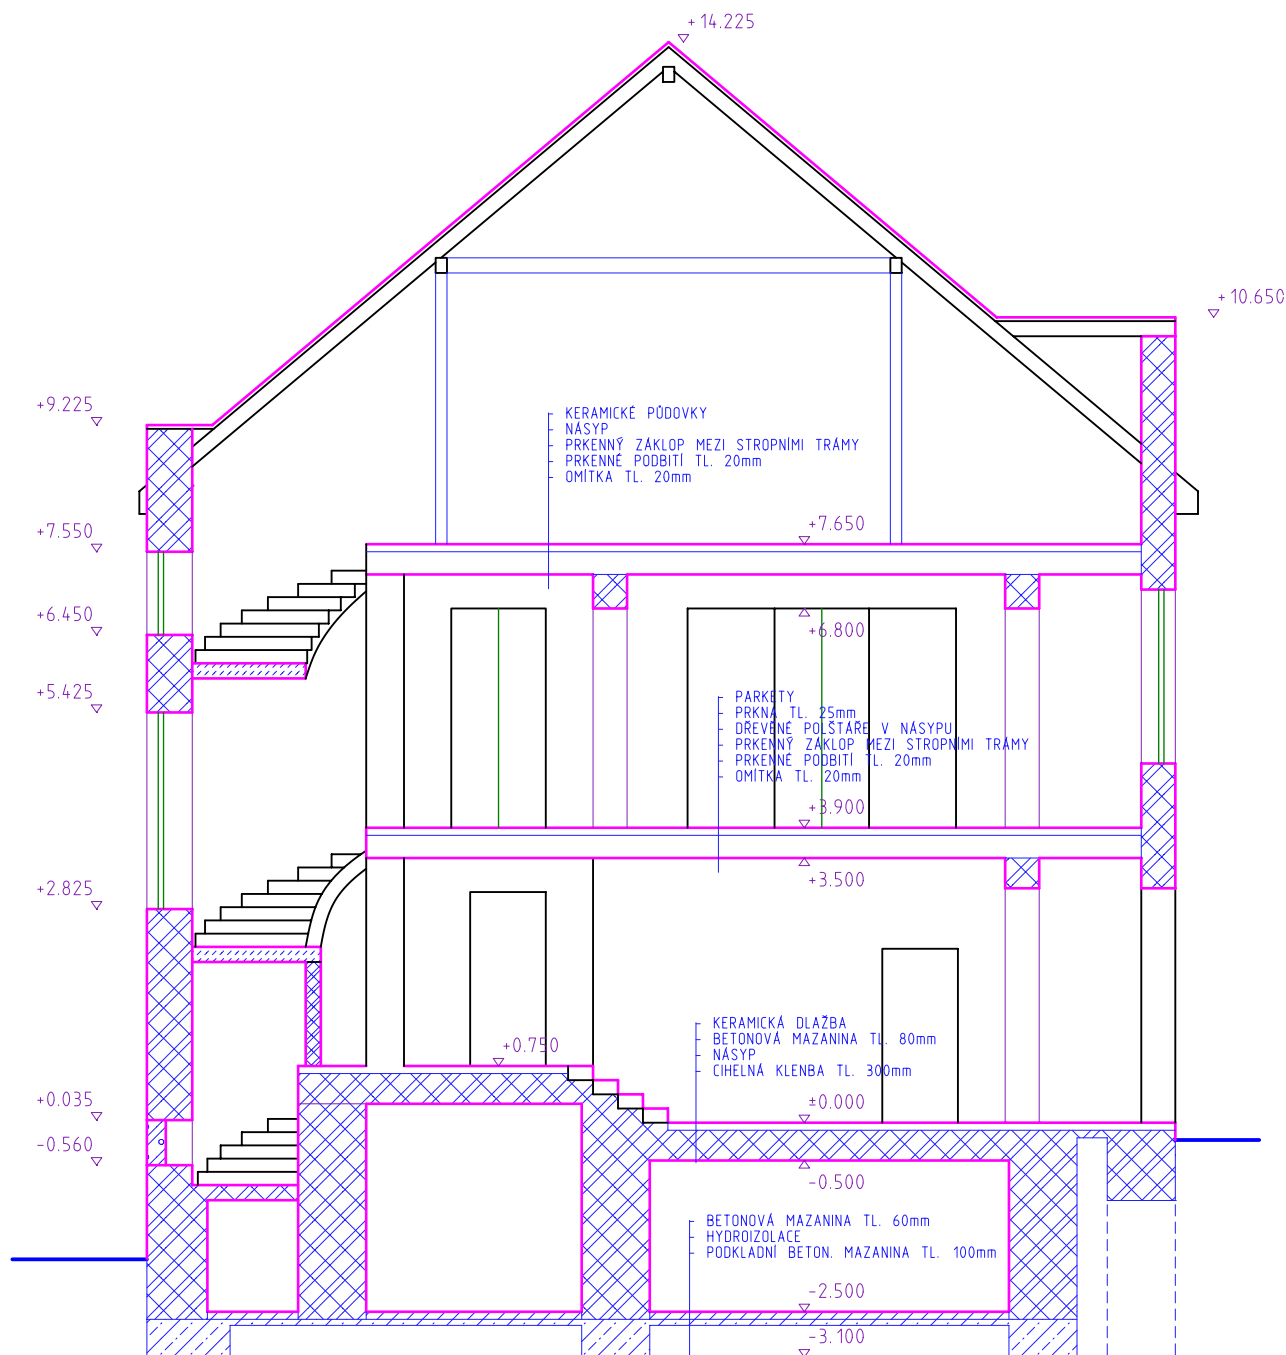 + 14.225
+ 10.650
+9.225
KERAMICKÉ PŮDOVKY
NÁSYP
PRKENNÝ ZÁKLOP MEZI STROPNÍMI TRÁMY
PRKENNÉ PODBITÍ TL. 20mm
OMÍTKA TL. 20mm
+7.550
+7.650
+6.450
+6.800
+5.425
PARKETY
PRKNA TL. 25mm
DŘEVĚNÉ POLŠTÁŘE V NÁSYPU
PRKENNÝ ZÁKLOP MEZI STROPNÍMI TRÁMY
PRKENNÉ PODBITÍ TL. 20mm
OMÍTKA TL. 20mm
+3.900
+2.825
+3.500
KERAMICKÁ DLAŽBA
BETONOVÁ MAZANINA TL. 80mm
NÁSYP
CIHELNÁ KLENBA TL. 300mm
+0.750
+0.035
±0.000
-0.560
-0.500
BETONOVÁ MAZANINA TL. 60mm
HYDROIZOLACE
PODKLADNÍ BETON. MAZANINA TL. 100mm
-2.500
-3.100